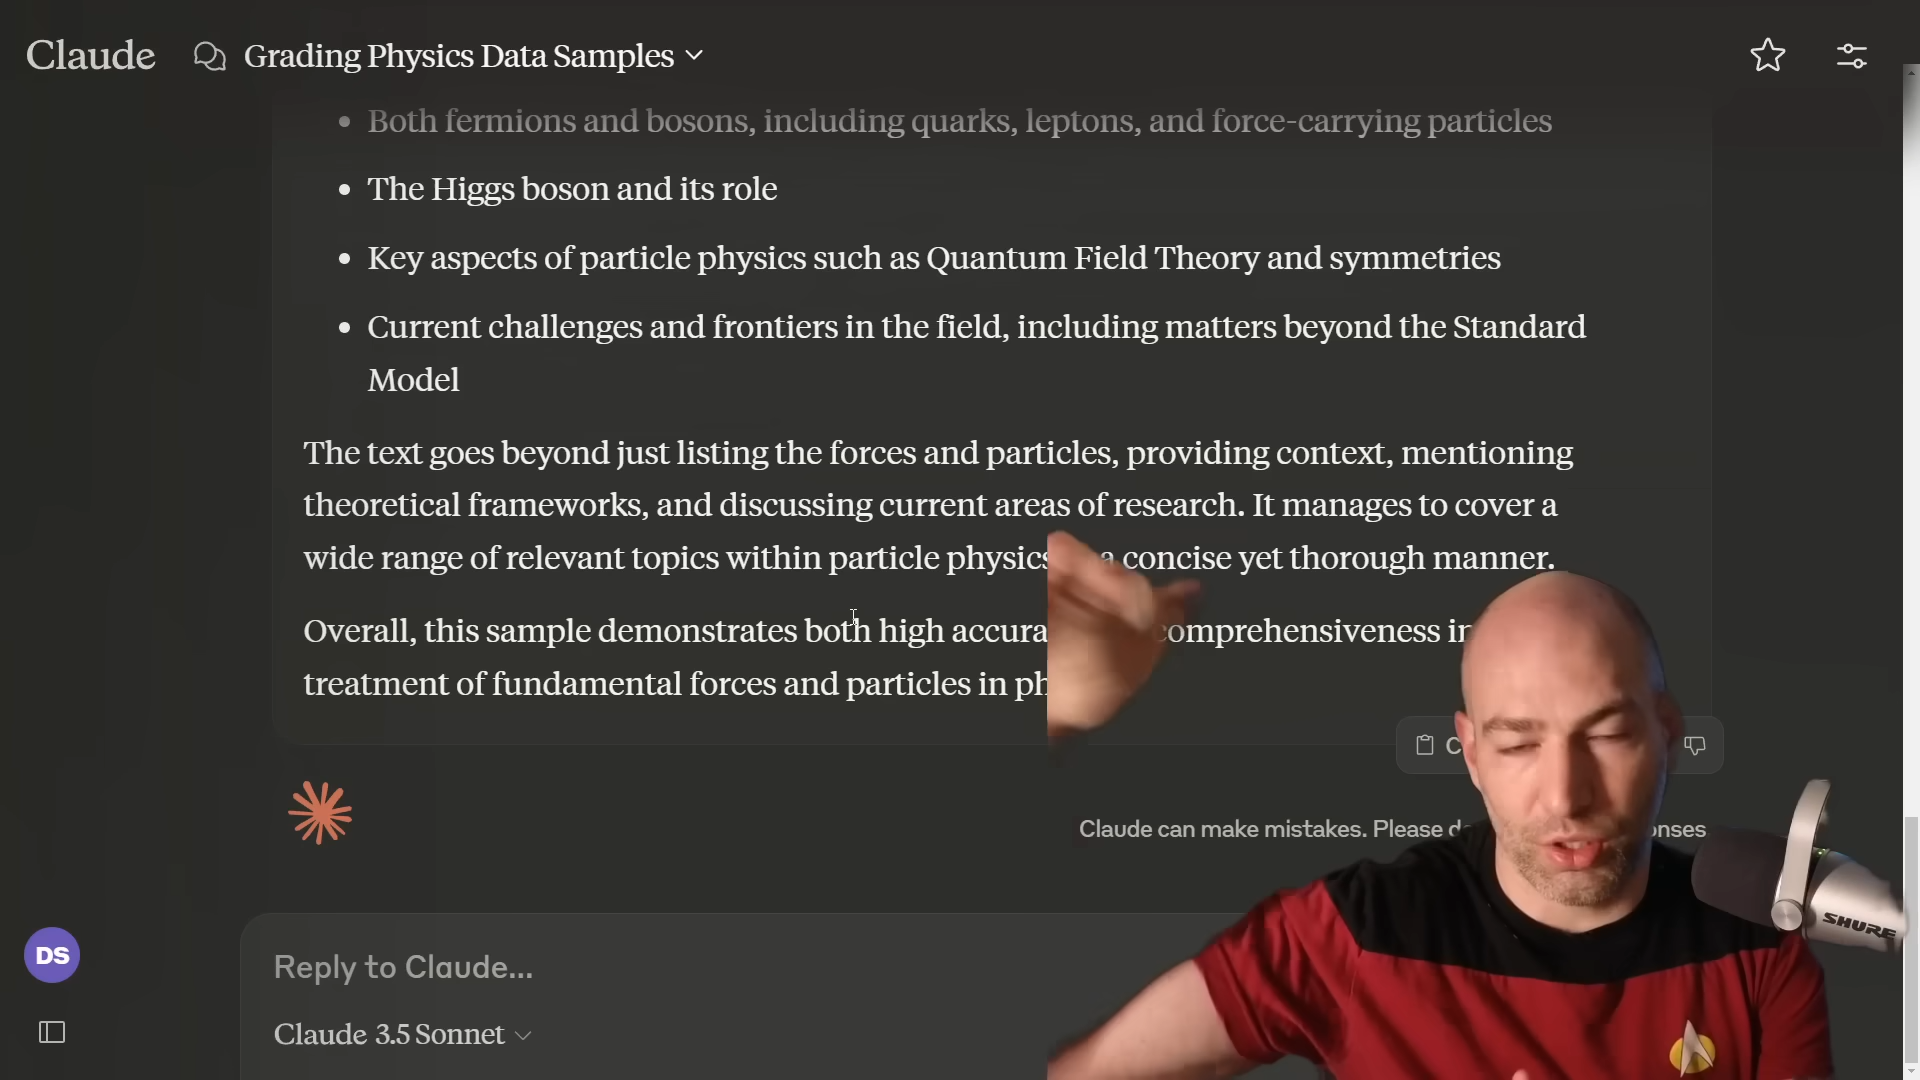 Claude
Grading Physics Data Samples
Both fermions and bosons, including quarks, leptons, and force-carrying particles
The Higgs boson and its role
Key aspects of particle physics such as Quantum Field Theory and symmetries
Current challenges and frontiers in the field, including matters beyond the Standard
Model
The text goes beyond just listing the forces and particles, providing context, mentioning
theoretical frameworks, and discussing current areas of research. It manages to cover a
wide range of relevant topics within particle physics a concise yet thorough manner.
Overall, this sample demonstrates both high comprehensiveness
treatment of fundamental forces and particles in
Claude can make mistakes. Please
DS
Reply to Claude...
Claude 3.5 Sonnet
SHURE